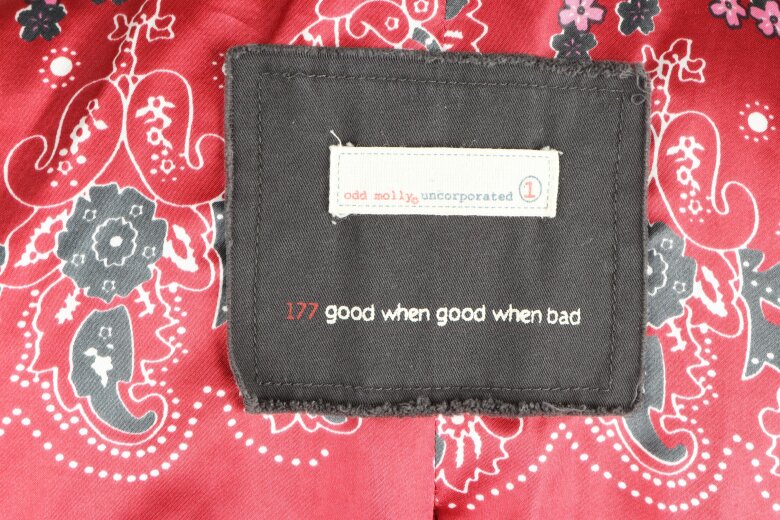 odd molly® uncorporated 1
177 good when good when bad